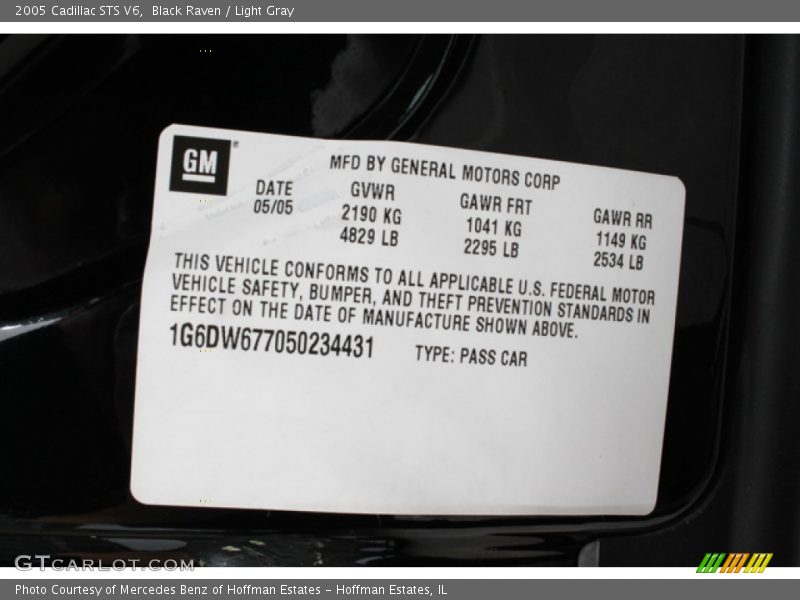 2005 Cadillac STS V6, Black Raven / Light Gray
GM
MFD BY GENERAL MOTORS CORP
DATE GVWR GAWR FRT GAWR RR
05/05 2190 KG 1041 KG 1149 KG
4829 LB 2295 LB 2534 LB
THIS VEHICLE CONFORMS TO ALL APPLICABLE U.S. FEDERAL MOTOR
VEHICLE SAFETY, BUMPER, AND THEFT PREVENTION STANDARDS IN
EFFECT ON THE DATE OF MANUFACTURE SHOWN ABOVE.
1G6DW677050234431 TYPE: PASS CAR
GTCARLOT.COM
Photo Courtesy of Mercedes Benz of Hoffman Estates - Hoffman Estates, IL